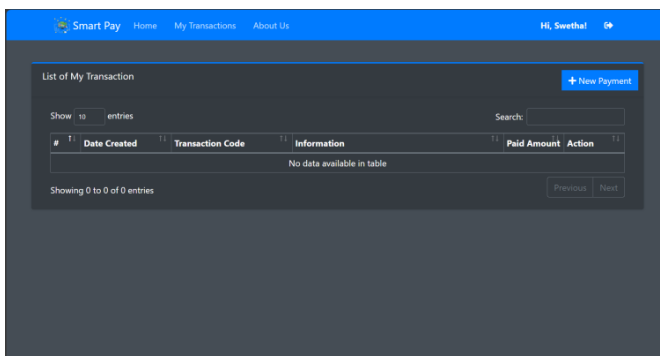 Smart Pay Home My Transactions About Us Hi, Swetha!
List of My Transaction
+ New Payment
Show 10 entries Search:
# Date Created Transaction Code Information Paid Amount Action
No data available in table
Showing 0 to 0 of 0 entries
Previous Next